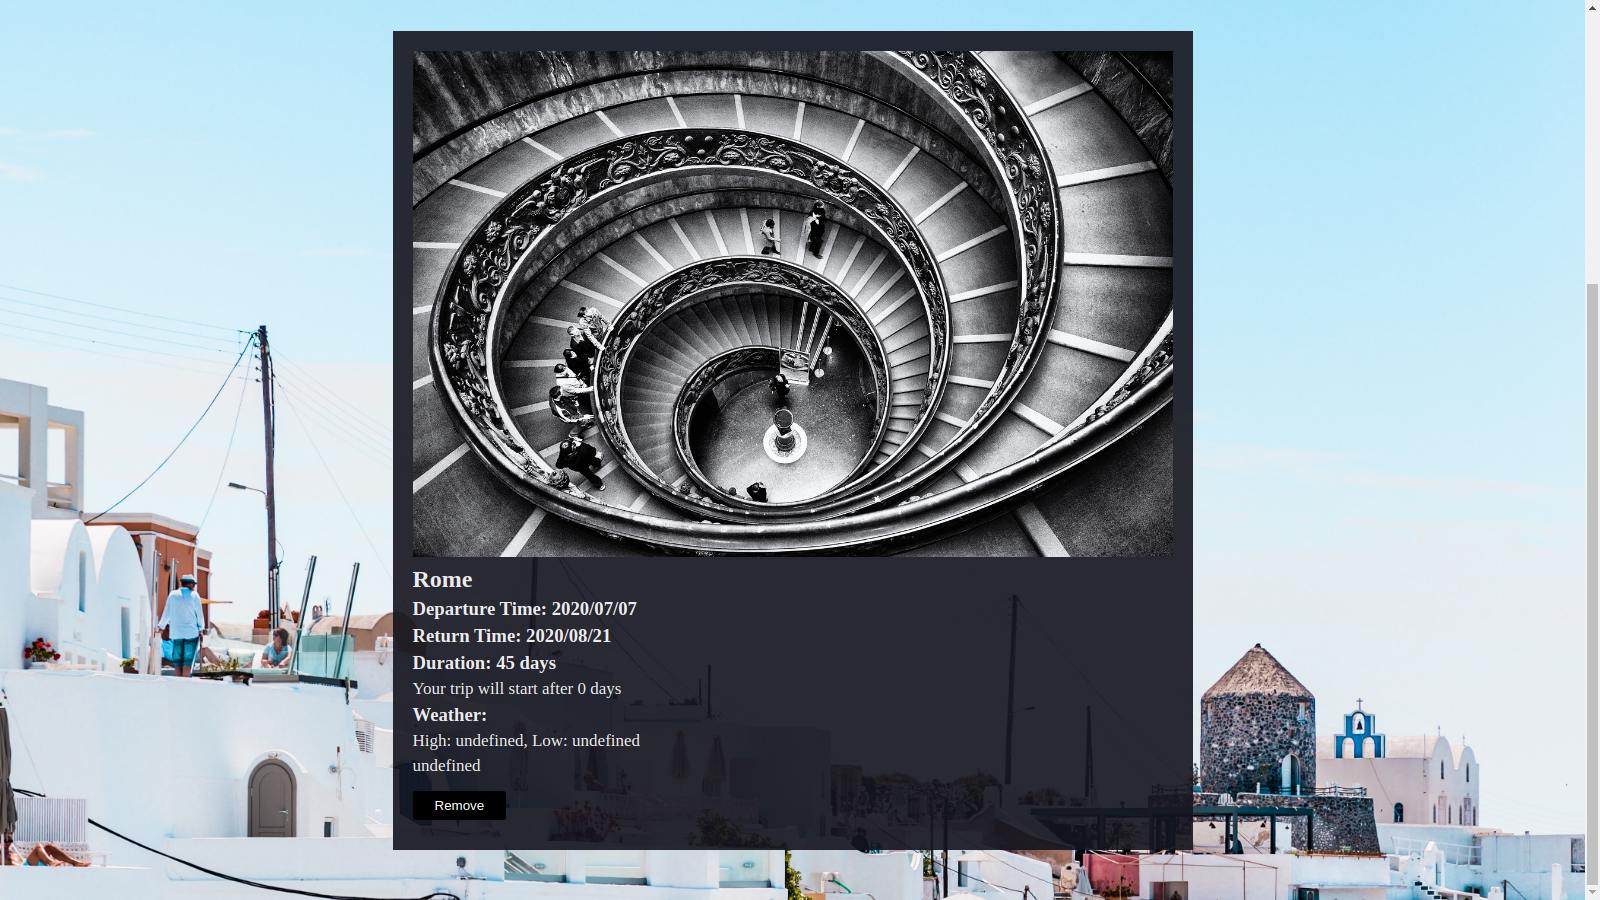 Rome
Departure Time: 2020/07/07
Return Time: 2020/08/21
Duration: 45 days
Your trip will start after 0 days
Weather:
High: undefined, Low: undefined
undefined
Remove